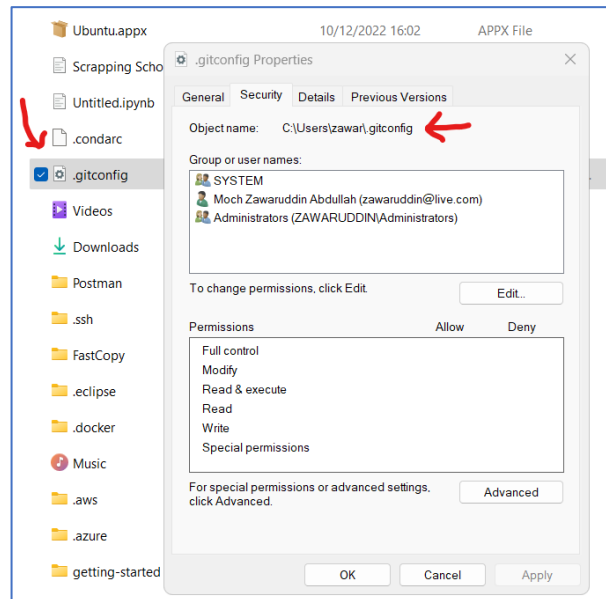 Ubuntu.appx 10/12/2022 16:02 APPX File
Scrapping Scho
Untitled.ipynb
.condarc
.gitconfig
Videos
Downloads
Postman
.ssh
FastCopy
.eclipse
.docker
Music
.aws
.azure
getting-started
.gitconfig Properties
General Security Details Previous Versions
Object name: C:\Users\zawar\.gitconfig
Group or user names:
SYSTEM
Moch Zawaruddin Abdullah (zawaruddin@live.com)
Administrators (ZAWARUDDIN\Administrators)
To change permissions, click Edit.
Edit...
Permissions Allow Deny
Full control
Modify
Read & execute
Read
Write
Special permissions
For special permissions or advanced settings,
click Advanced.
Advanced
OK Cancel Apply